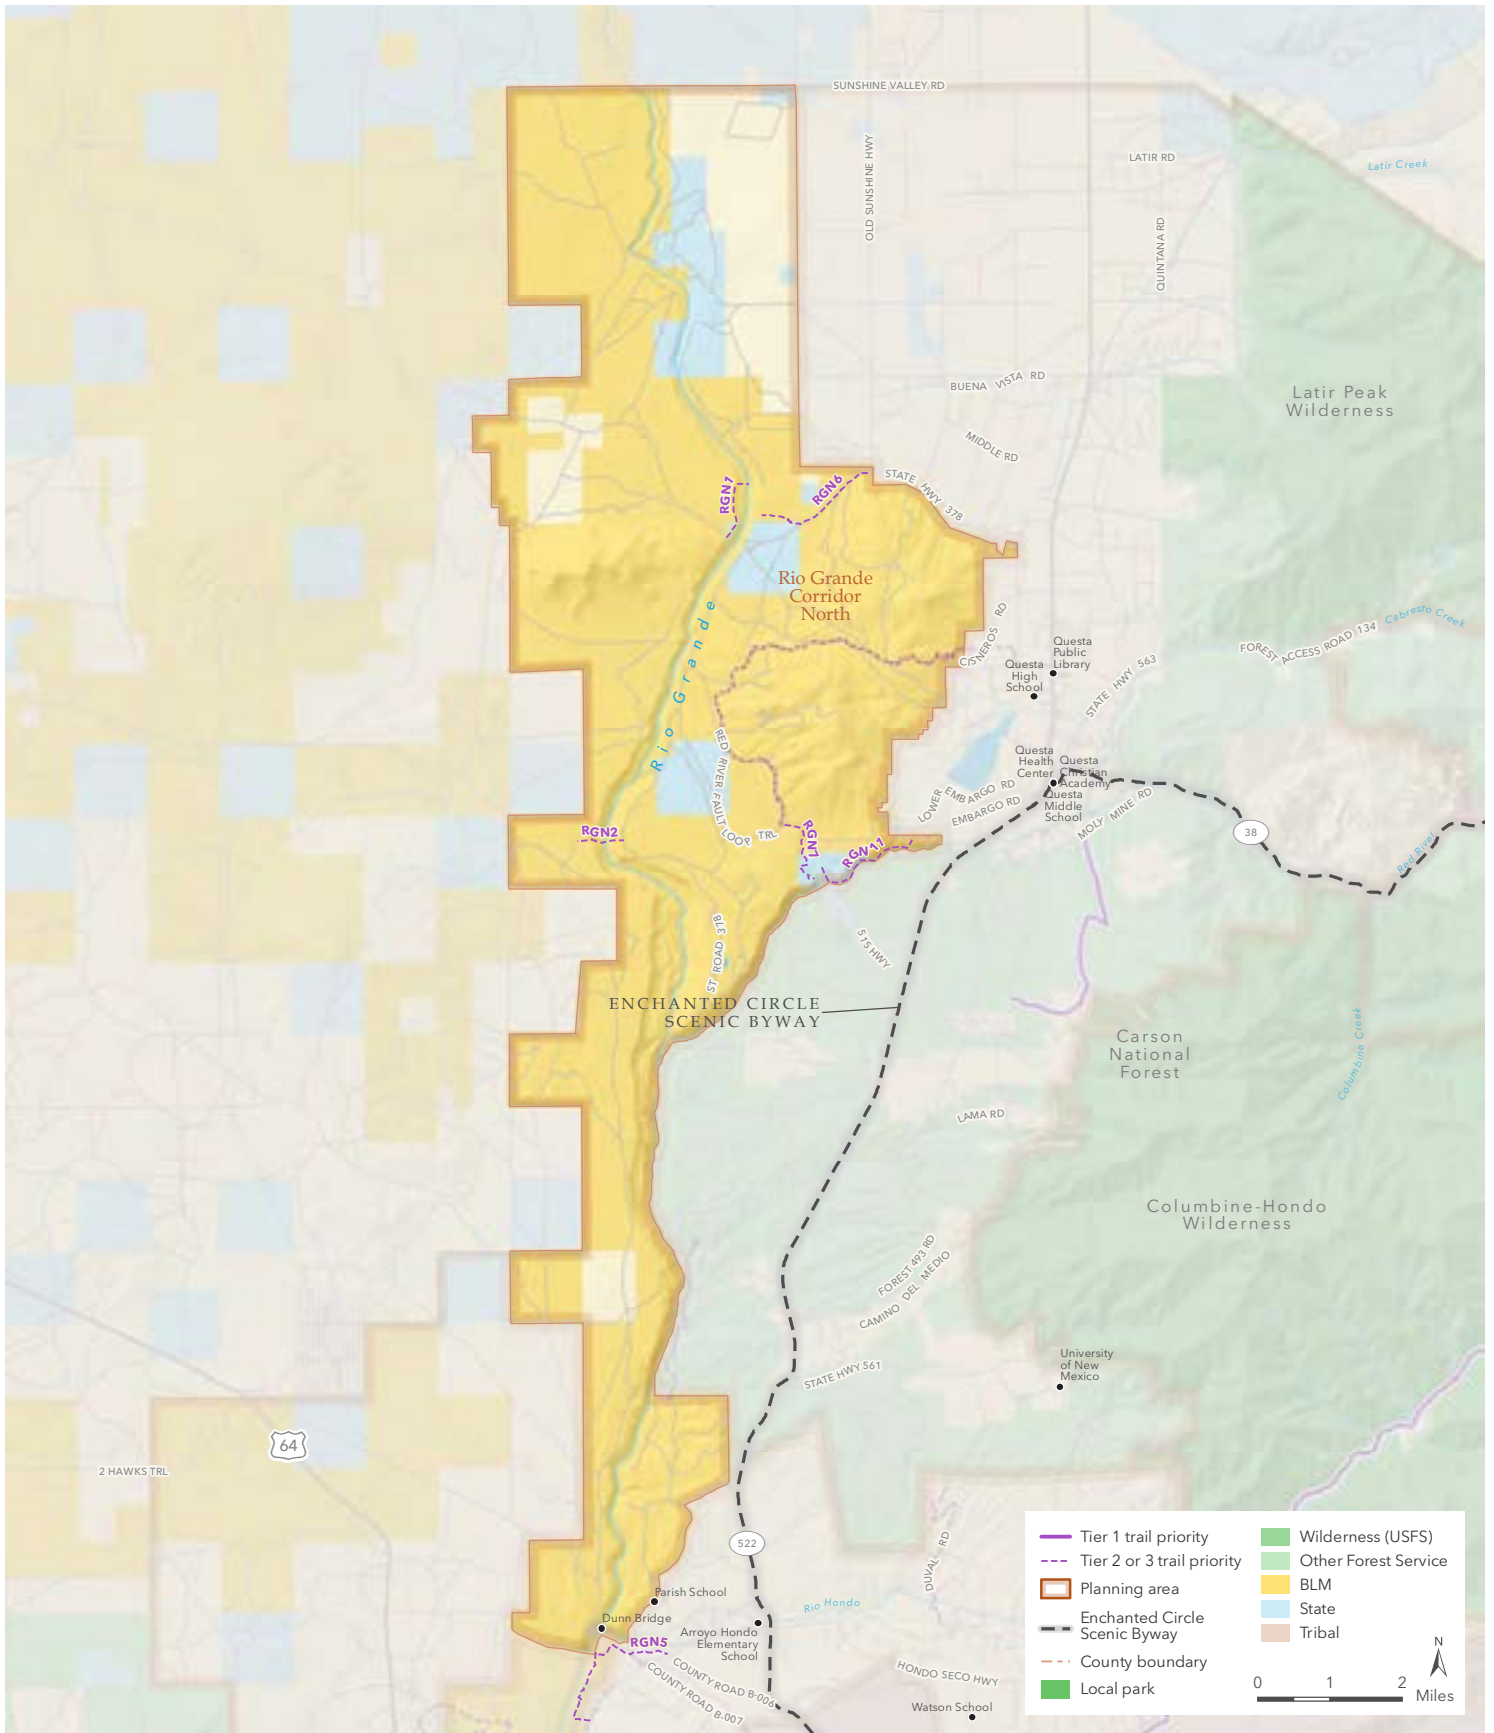 SUNSHINE VALLEY RD
OLD SUNSHINE HWY
LATIR RD
Latir Creek
QUINTANA RD
BUENA VISTA RD
Latir Peak
Wilderness
MIDDLE RD
STATE HWY 378
RGN1
RGN6
Rio Grande
Corridor
North
Rio Grande
CISNEROS RD
Questa
Public
Library
Questa
High
School
STATE HWY 563
FOREST ACCESS ROAD 134
Cabresto Creek
RED RIVER FAULT LOOP TRL
Questa
Health
Center
Questa
Christian
Academy
Questa
Middle
School
LOWER EMBARGO RD
EMBARGO RD
MOLY MINE RD
38
Red River
RGN2
RGN7
RGN 17
ST ROAD 378
515 HWY
ENCHANTED CIRCLE
SCENIC BYWAY
Carson
National
Forest
Columbine Creek
LAMA RD
Columbine-Hondo
Wilderness
FOREST 493 RD
CAMINO DEL MEDIO
STATE HWY 561
University
of New
Mexico
64
2 HAWKS TRL
522
DUVAL RD
Parish School
Dunn Bridge
Rio Hondo
Arroyo Hondo
Elementary
School
RGN5
COUNTY ROAD B-006
COUNTY ROAD B-007
HONDO SECO HWY
Watson School
Tier 1 trail priority
Tier 2 or 3 trail priority
Planning area
Enchanted Circle
Scenic Byway
County boundary
Local park
Wilderness (USFS)
Other Forest Service
BLM
State
Tribal
N
0 1 2
Miles